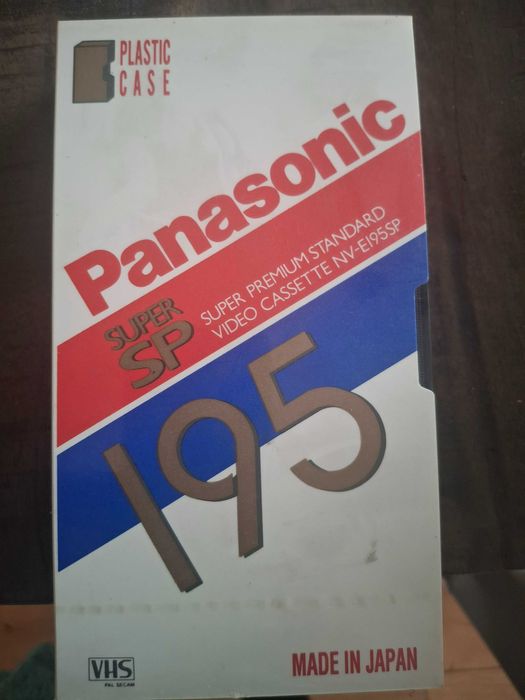 PLASTIC
CASE
Panasonic
SUPER
SP
SUPER PREMIUM STANDARD
VIDEO CASSETTE NV-E195SP
195
VHS
PAL SECAM
MADE IN JAPAN